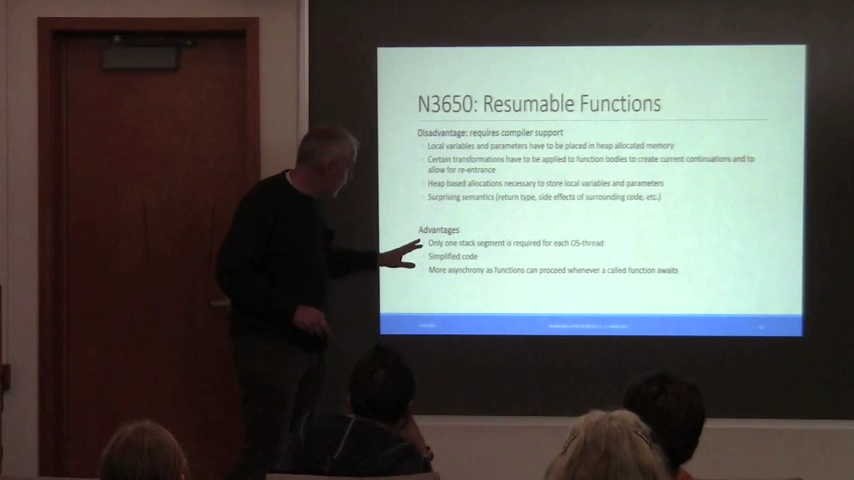 N3650: Resumable Functions
Disadvantage: requires compiler support
Local variables and parameters have to be placed in heap allocated memory
Certain transformations have to be applied to function bodies to create current continuations and to
allow for re-entrance
Heap based allocations necessary to store local variables and parameters
Surprising semantics (return type, side effects of surrounding code, etc.)
Advantages
Only one stack segment is required for each OS-thread
Simplified code
More asynchrony as functions can proceed whenever a called function awaits